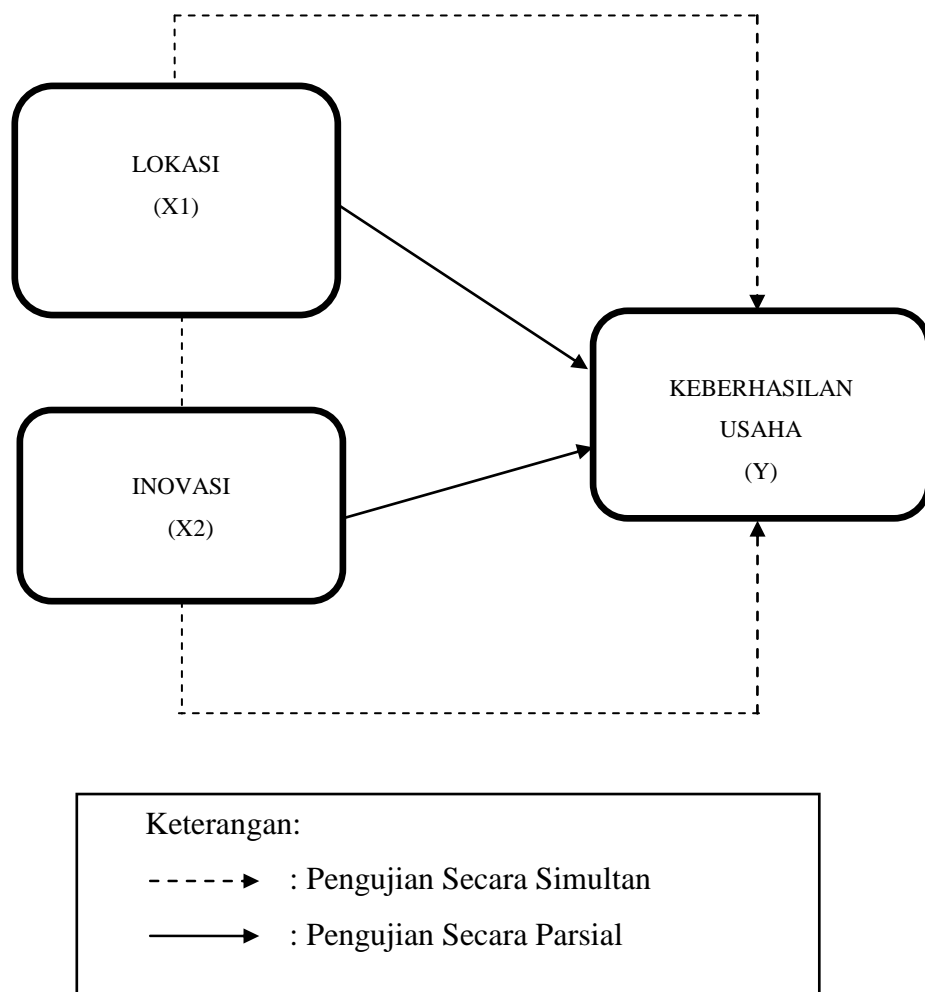 LOKASI
(X1)
INOVASI
(X2)
KEBERHASILAN
USAHA
(Y)
Keterangan:
: Pengujian Secara Simultan
: Pengujian Secara Parsial